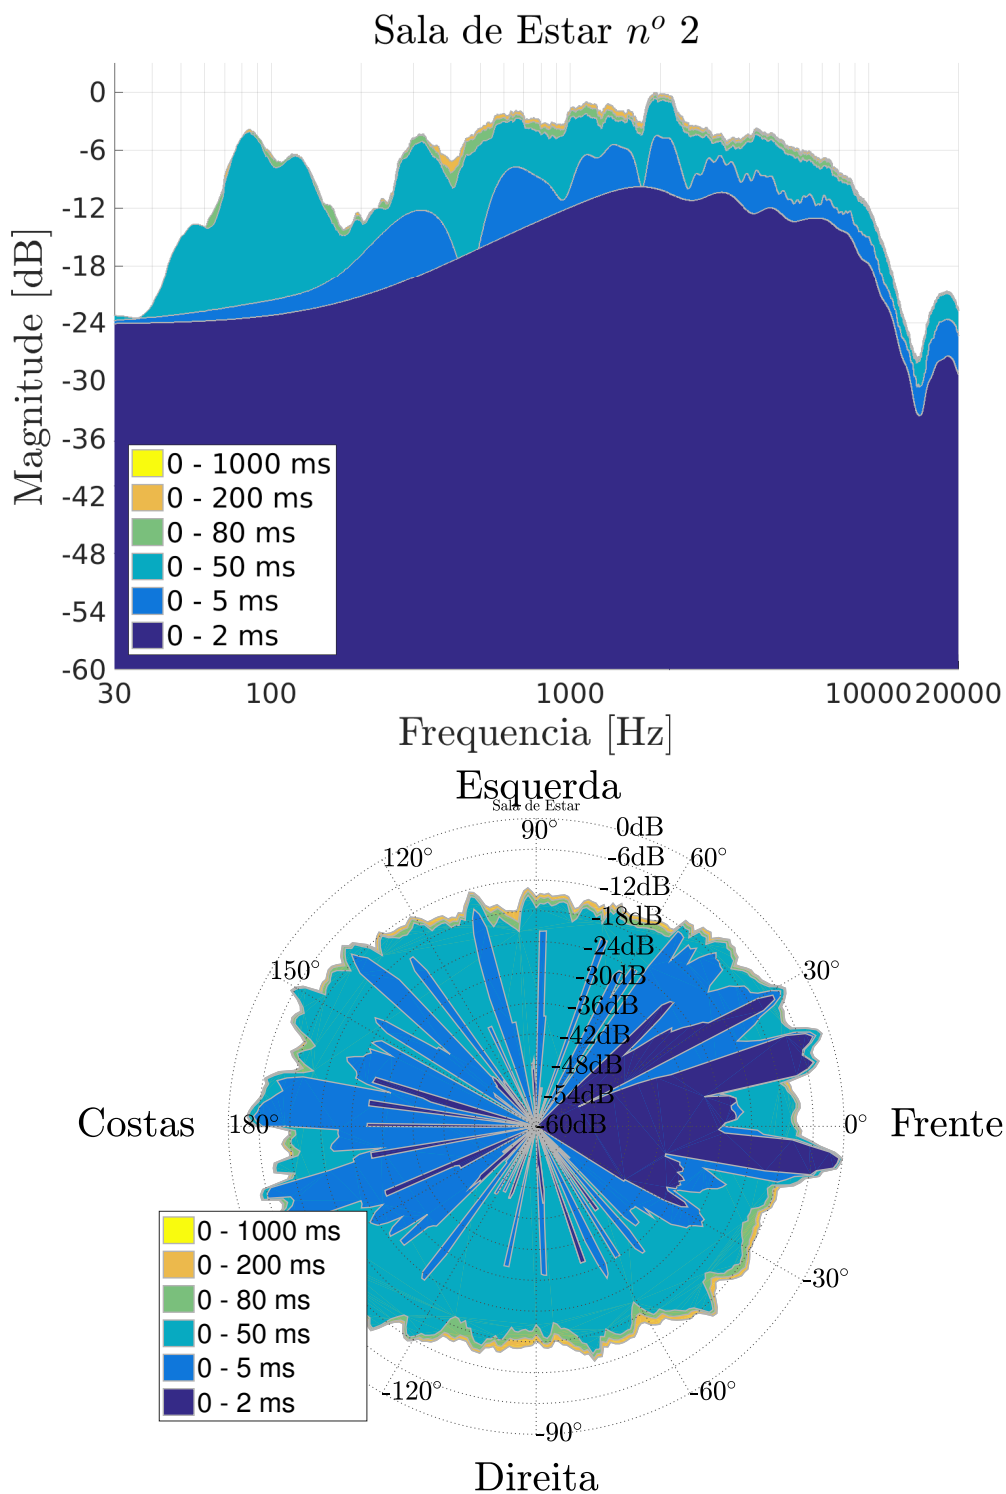 Sala de Estar nº 2
0
-6
-12
-18
-24
-30
-36
-42
-48
-54
-60
Magnitude [dB]
0 - 1000 ms
0 - 200 ms
0 - 80 ms
0 - 50 ms
0 - 5 ms
0 - 2 ms
30 100 1000 10000 20000
Frequencia [Hz]
Esquerda
Sala de Estar
90°
0dB
-6dB
-12dB
-18dB
-24dB
-30dB
-36dB
-42dB
-48dB
-54dB
-60dB
120° 60°
150° 30°
Costas 180° 0° Frente
-30°
-120° -60°
-90°
0 - 1000 ms
0 - 200 ms
0 - 80 ms
0 - 50 ms
0 - 5 ms
0 - 2 ms
Direita